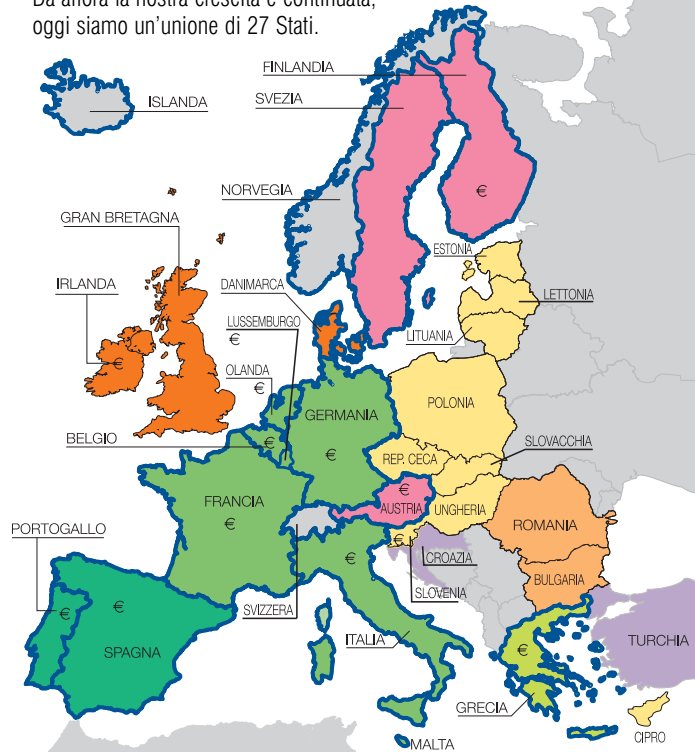 Da allora la nostra crescita è continuata,
oggi siamo un'unione di 27 Stati.
FINLANDIA
ISLANDA
SVEZIA
NORVEGIA
€
GRAN BRETAGNA
ESTONIA
IRLANDA
DANIMARCA
LETTONIA
LUSSEMBURGO
€
LITUANIA
€
OLANDA
€
POLONIA
GERMANIA
BELGIO
€
€
SLOVACCHIA
REP. CECA
€
FRANCIA
AUSTRIA
UNGHERIA
€
ROMANIA
PORTOGALLO
€
€
CROAZIA
BULGARIA
SLOVENIA
€
€
SVIZZERA
ITALIA
TURCHIA
SPAGNA
€
GRECIA
CIPRO
MALTA